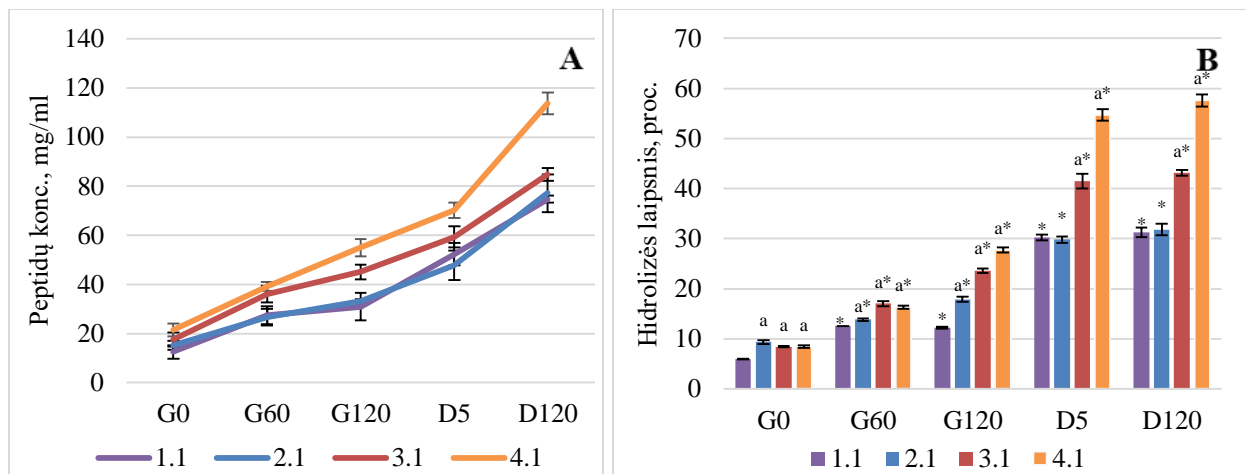 A
Peptidų konc., mg/ml
140
120
100
80
60
40
20
0
G0 G60 G120 D5 D120
1.1 2.1 3.1 4.1
B
Hidrolizės laipsnis, proc.
70
60
50
40
30
20
10
0
a a a
* a* a* a*
* a* a* a*
* * a* a*
* * a* a*
G0 G60 G120 D5 D120
1.1 2.1 3.1 4.1